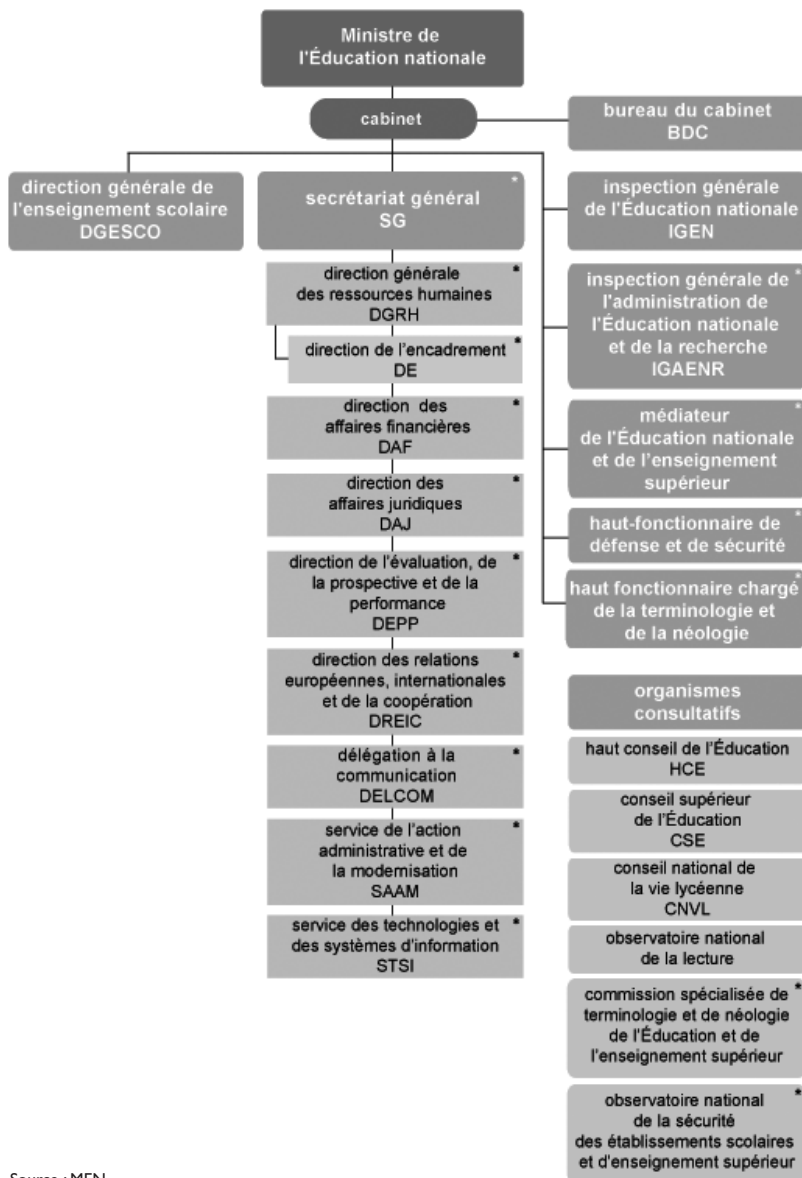 Ministre de
l'Éducation nationale
cabinet
bureau du cabinet
BDC
direction générale de
l'enseignement scolaire
DGESCO
*
secrétariat général
SG
inspection générale
de l'Éducation nationale
IGEN
*
direction générale
des ressources humaines
DGRH
*
direction de l'encadrement
DE
*
direction des
affaires financières
DAF
*
direction des
affaires juridiques
DAJ
*
direction de l'évaluation, de
la prospective et de la
performance
DEPP
*
direction des relations
européennes, internationales
et de la coopération
DREIC
*
délégation à la
communication
DELCOM
*
service de l'action
administrative et de
la modernisation
SAAM
*
service des technologies et
des systèmes d'information
STSI
*
inspection générale de
l'administration de
l'Éducation nationale
et de la recherche
IGAENR
*
médiateur
de l'Éducation nationale
et de l'enseignement
supérieur
*
haut-fonctionnaire de
défense et de sécurité
*
haut fonctionnaire chargé
de la terminologie et
de la néologie
organismes
consultatifs
haut conseil de l'Éducation
HCE
conseil supérieur
de l'Éducation
CSE
conseil national de
la vie lycéenne
CNVL
observatoire national
de la lecture
*
commission spécialisée de
terminologie et de néologie
de l'Éducation et de
l'enseignement supérieur
*
observatoire national
de la sécurité
des établissements scolaires
et d'enseignement supérieur
Source : MEN